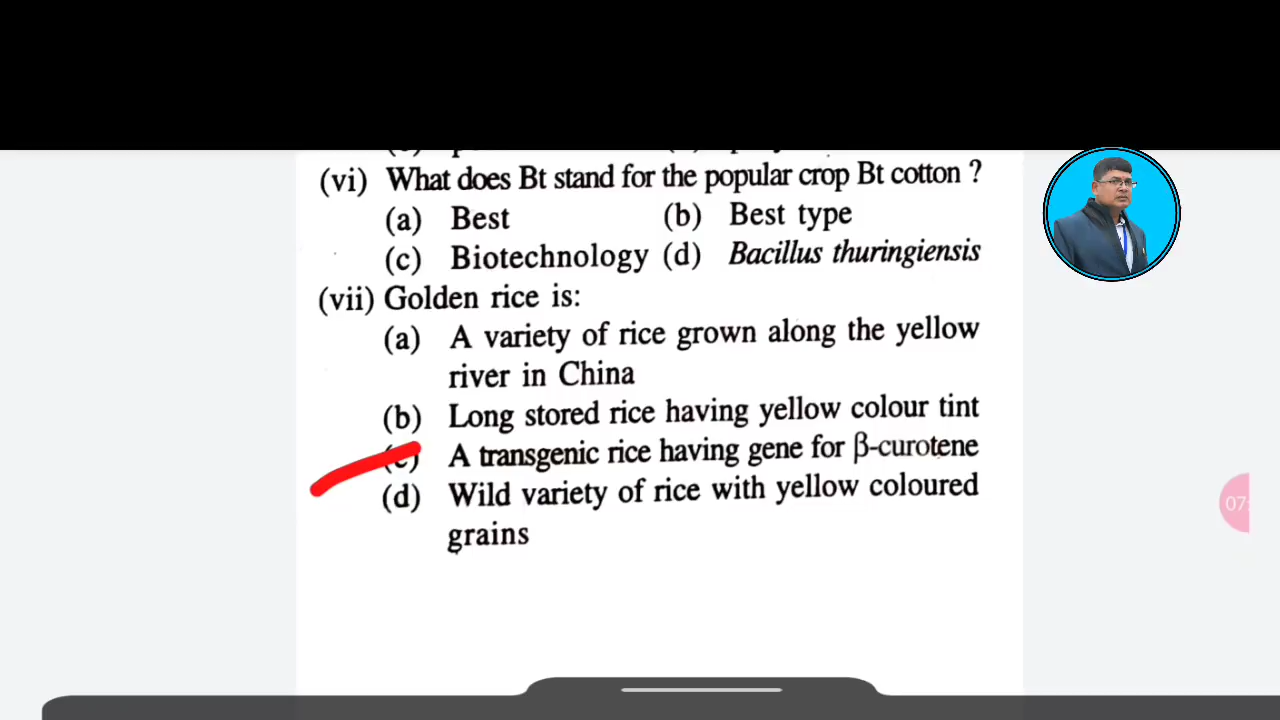 (vi) What does Bt stand for the popular crop Bt cotton ?
(a) Best (b) Best type
(c) Biotechnology (d) Bacillus thuringiensis
(vii) Golden rice is:
(a) A variety of rice grown along the yellow
river in China
(b) Long stored rice having yellow colour tint
(c) A transgenic rice having gene for β-curotene
(d) Wild variety of rice with yellow coloured
grains
07: